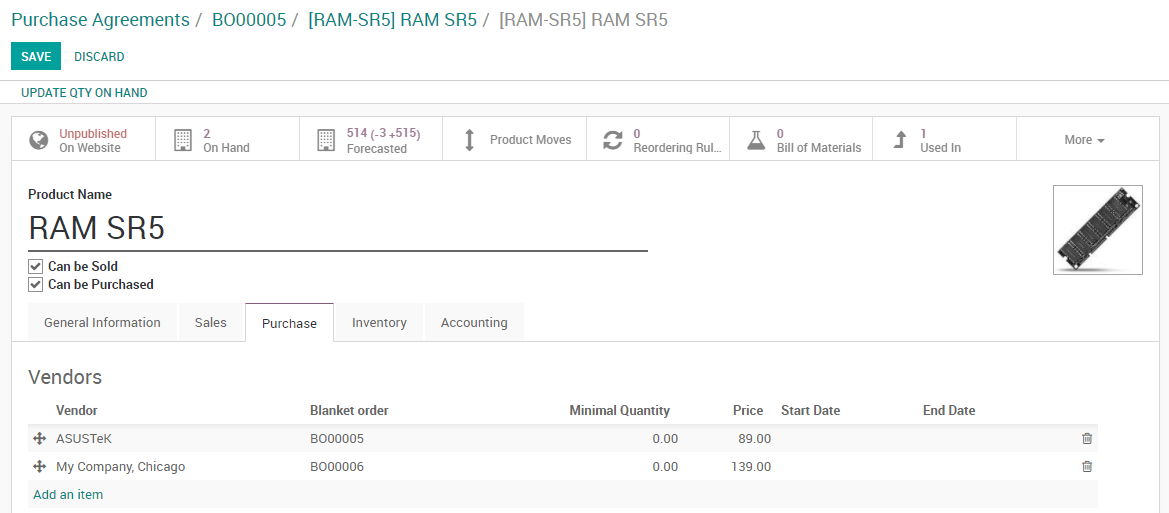 Purchase Agreements / BO00005 / [RAM-SR5] RAM SR5 / [RAM-SR5] RAM SR5
SAVE DISCARD
UPDATE QTY ON HAND
Unpublished
On Website
2
On Hand
514 (-3 +515)
Forecasted
Product Moves
0
Reordering Rul...
0
Bill of Materials
1
Used In
More
Product Name
RAM SR5
Can be Sold
Can be Purchased
General Information Sales Purchase Inventory Accounting
Vendors
Vendor Blanket order Minimal Quantity Price Start Date End Date
ASUSTeK BO00005 0.00 89.00
My Company, Chicago BO00006 0.00 139.00
Add an item